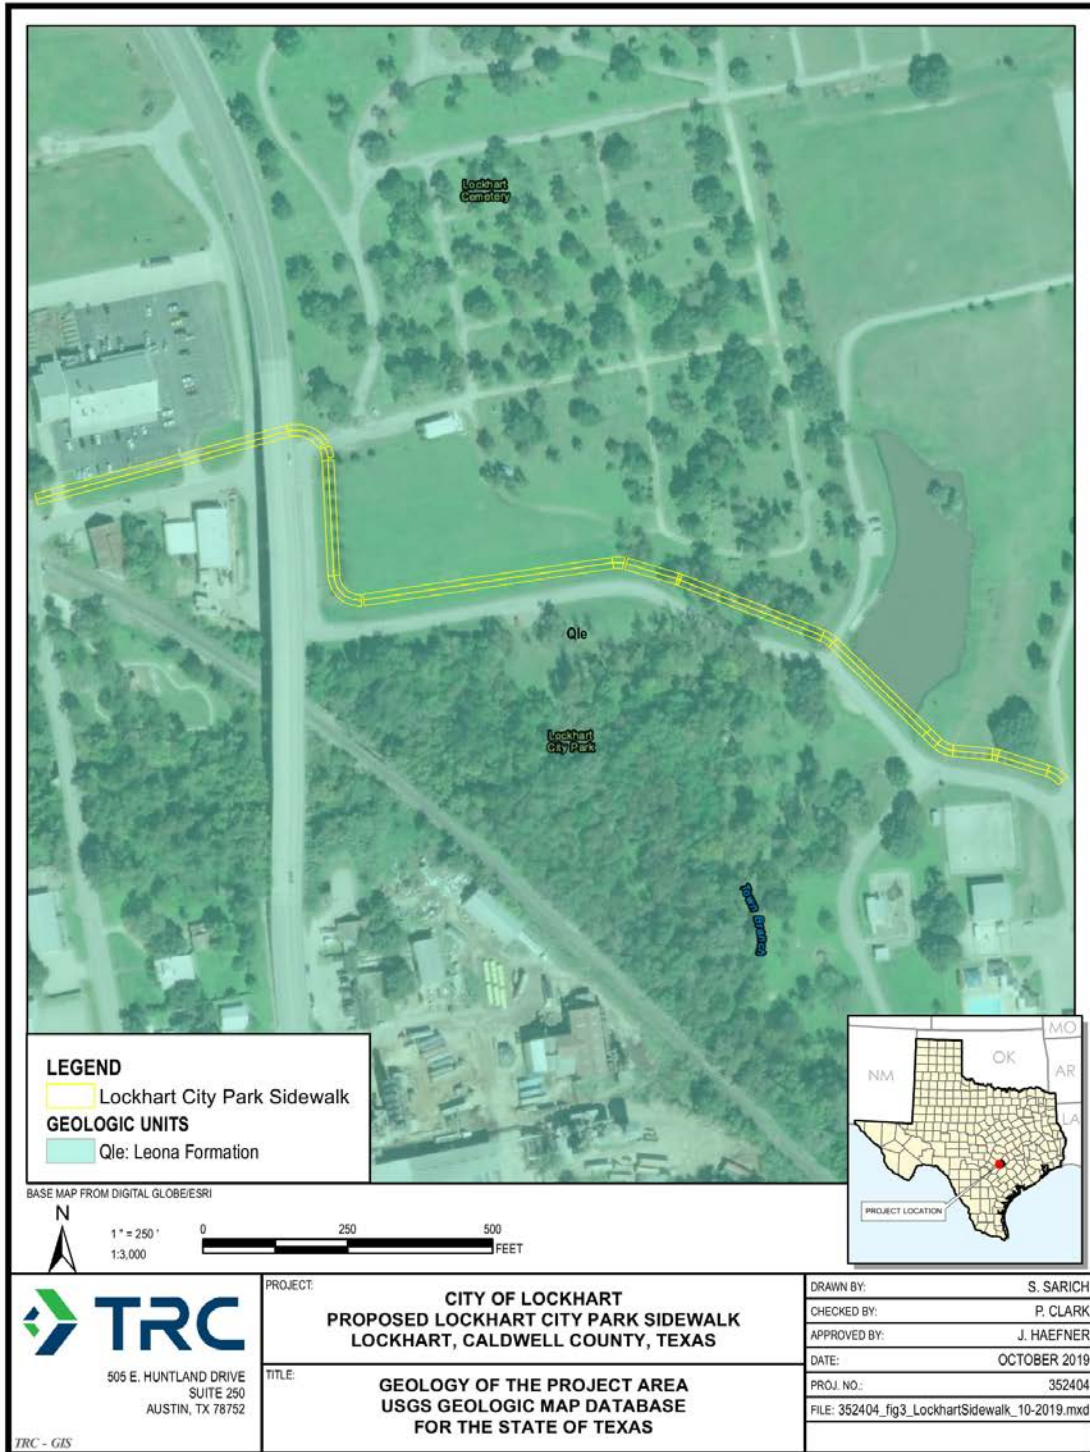 Lockhart
Cemetery
Qle
Lockhart
City Park
Town Branch
LEGEND
Lockhart City Park Sidewalk
GEOLOGIC UNITS
Qle: Leona Formation
NM
OK
MO
AR
LA
PROJECT LOCATION
BASE MAP FROM DIGITAL GLOBE/ESRI
N
1 " = 250 '
1:3,000
0 250 500
FEET
TRC
505 E. HUNTLAND DRIVE
SUITE 250
AUSTIN, TX 78752
TRC - GIS
PROJECT:
CITY OF LOCKHART
PROPOSED LOCKHART CITY PARK SIDEWALK
LOCKHART, CALDWELL COUNTY, TEXAS
TITLE:
GEOLOGY OF THE PROJECT AREA
USGS GEOLOGIC MAP DATABASE
FOR THE STATE OF TEXAS
DRAWN BY: S. SARICH
CHECKED BY: P. CLARK
APPROVED BY: J. HAEFNER
DATE: OCTOBER 2019
PROJ. NO.: 352404
FILE: 352404_fig3_LockhartSidewalk_10-2019.mxd